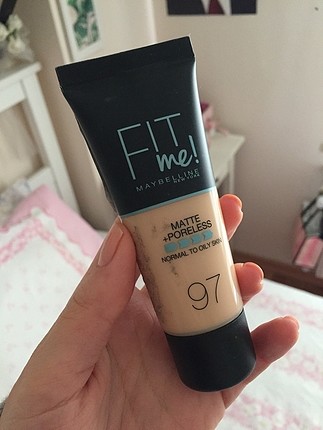 FIT
me!
MAYBELLINE
NEW YORK
MATTE
+PORELESS
NORMAL TO OILY SKIN
97